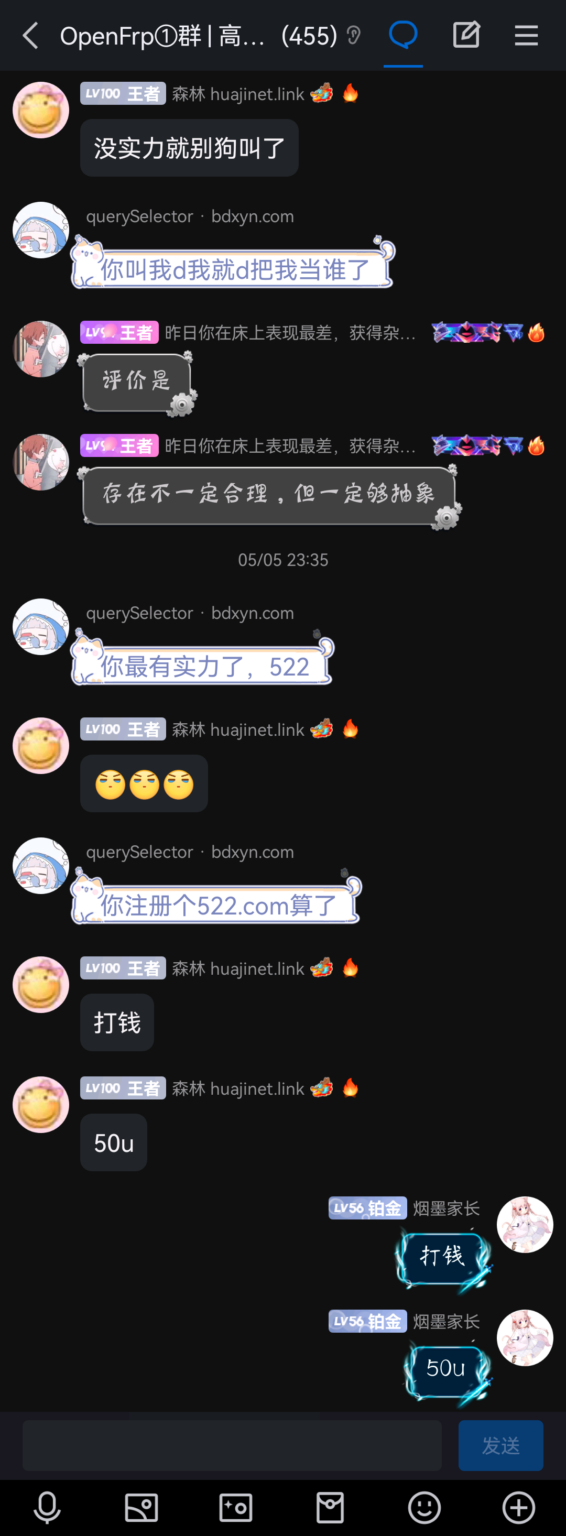 OpenFrp①群 | 高... (455)
LV100 王者 森林 huajinet.link
没实力就别狗叫了
querySelector · bdxyn.com
你叫我d我就d把我当谁了
王者 昨日你在床上表现最差，获得杂...
评价是
王者 昨日你在床上表现最差，获得杂...
存在不一定合理，但一定够抽象
05/05 23:35
querySelector · bdxyn.com
你最有实力了，522
LV100 王者 森林 huajinet.link
querySelector · bdxyn.com
你注册个522.com算了
LV100 王者 森林 huajinet.link
打钱
LV100 王者 森林 huajinet.link
50u
LV56 铂金 烟墨家长
打钱
LV56 铂金 烟墨家长
50u
发送